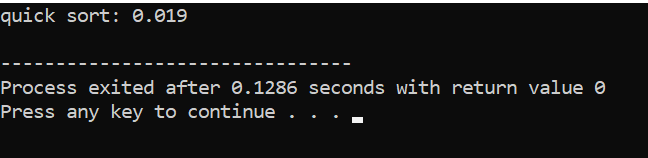 quick sort: 0.019
--------------------------------
Process exited after 0.1286 seconds with return value 0
Press any key to continue . . .